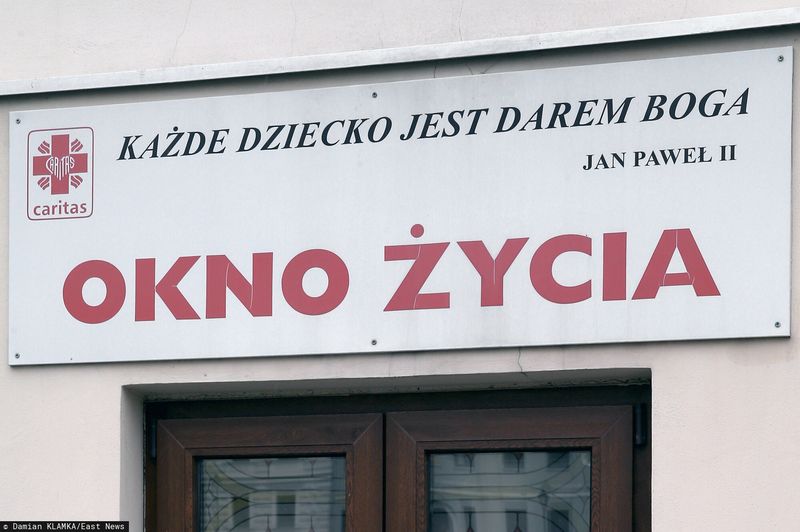 KAŻDE DZIECKO JEST DAREM BOGA
JAN PAWEŁ II
CARITAS
caritas
OKNO ŻYCIA
© Damian KLAMKA/East News